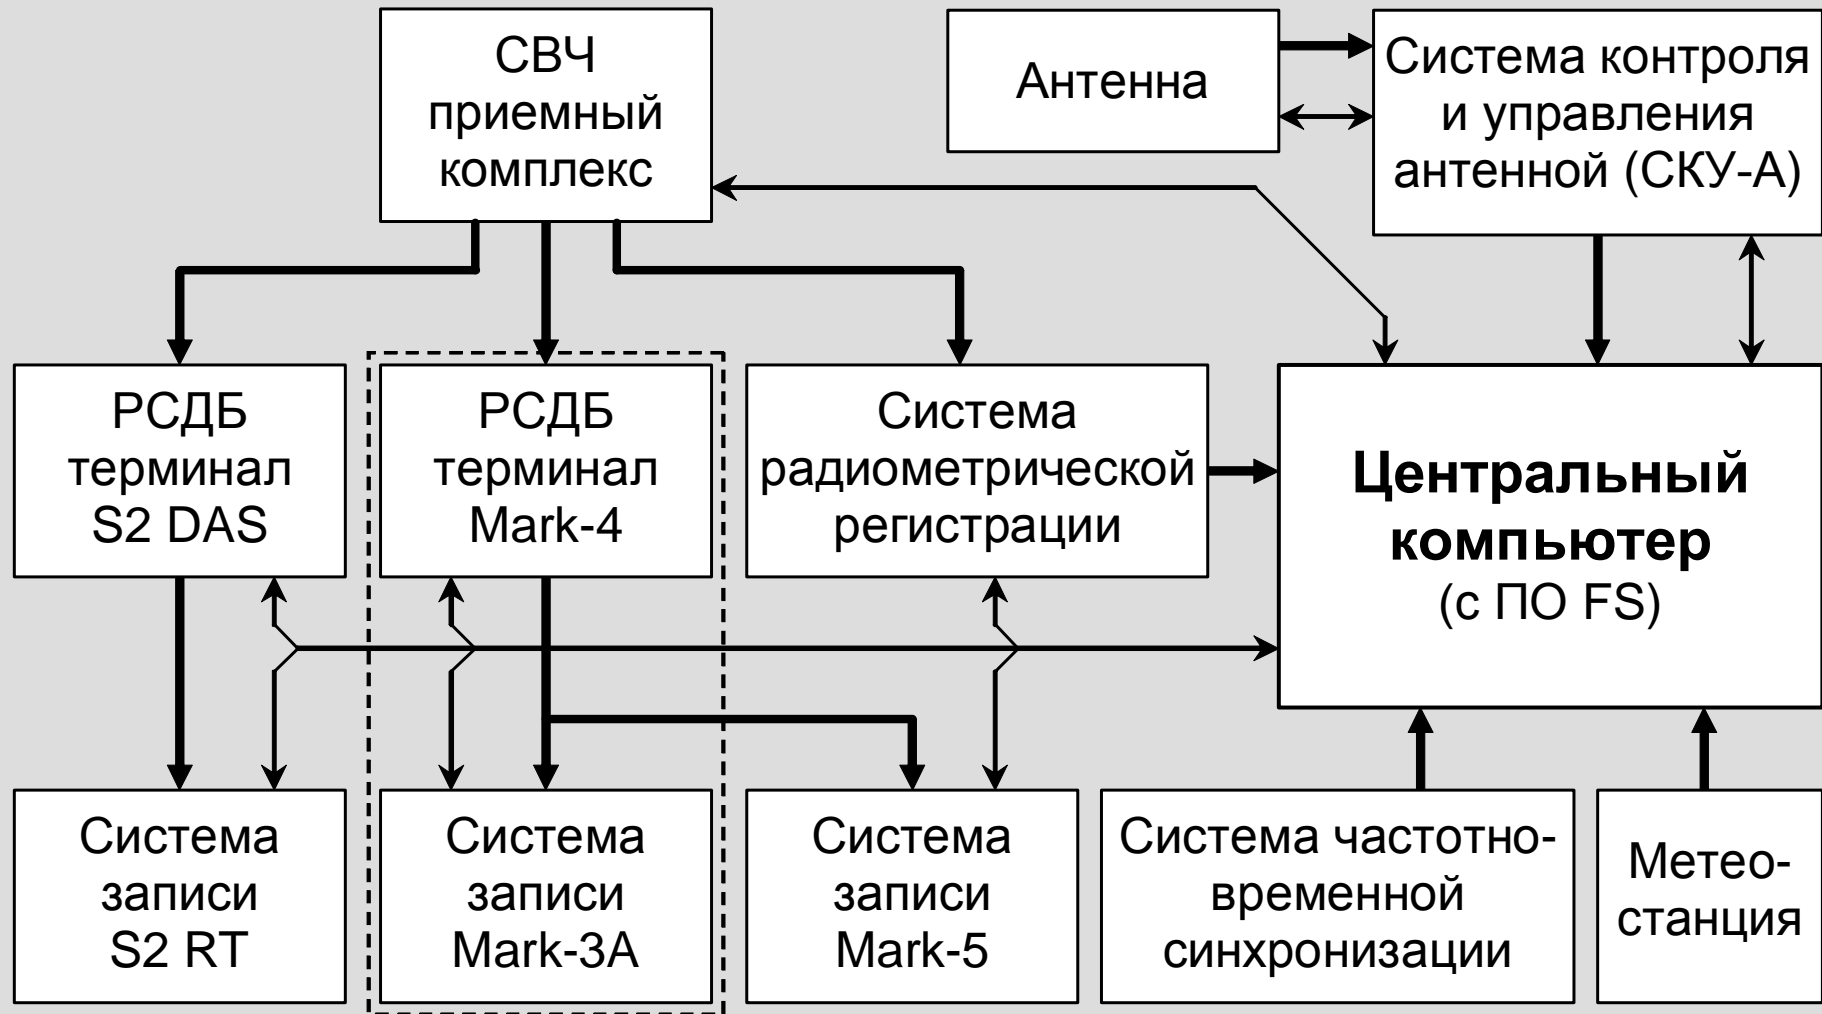 СВЧ
приемный
комплекс
Антенна
Система контроля
и управления
антенной (СКУ-А)
РСДБ
терминал
S2 DAS
РСДБ
терминал
Mark-4
Система
радиометрической
регистрации
Центральный
компьютер
(с ПО FS)
Система
записи
S2 RT
Система
записи
Mark-3A
Система
записи
Mark-5
Система частотно-
временной
синхронизации
Метео-
станция